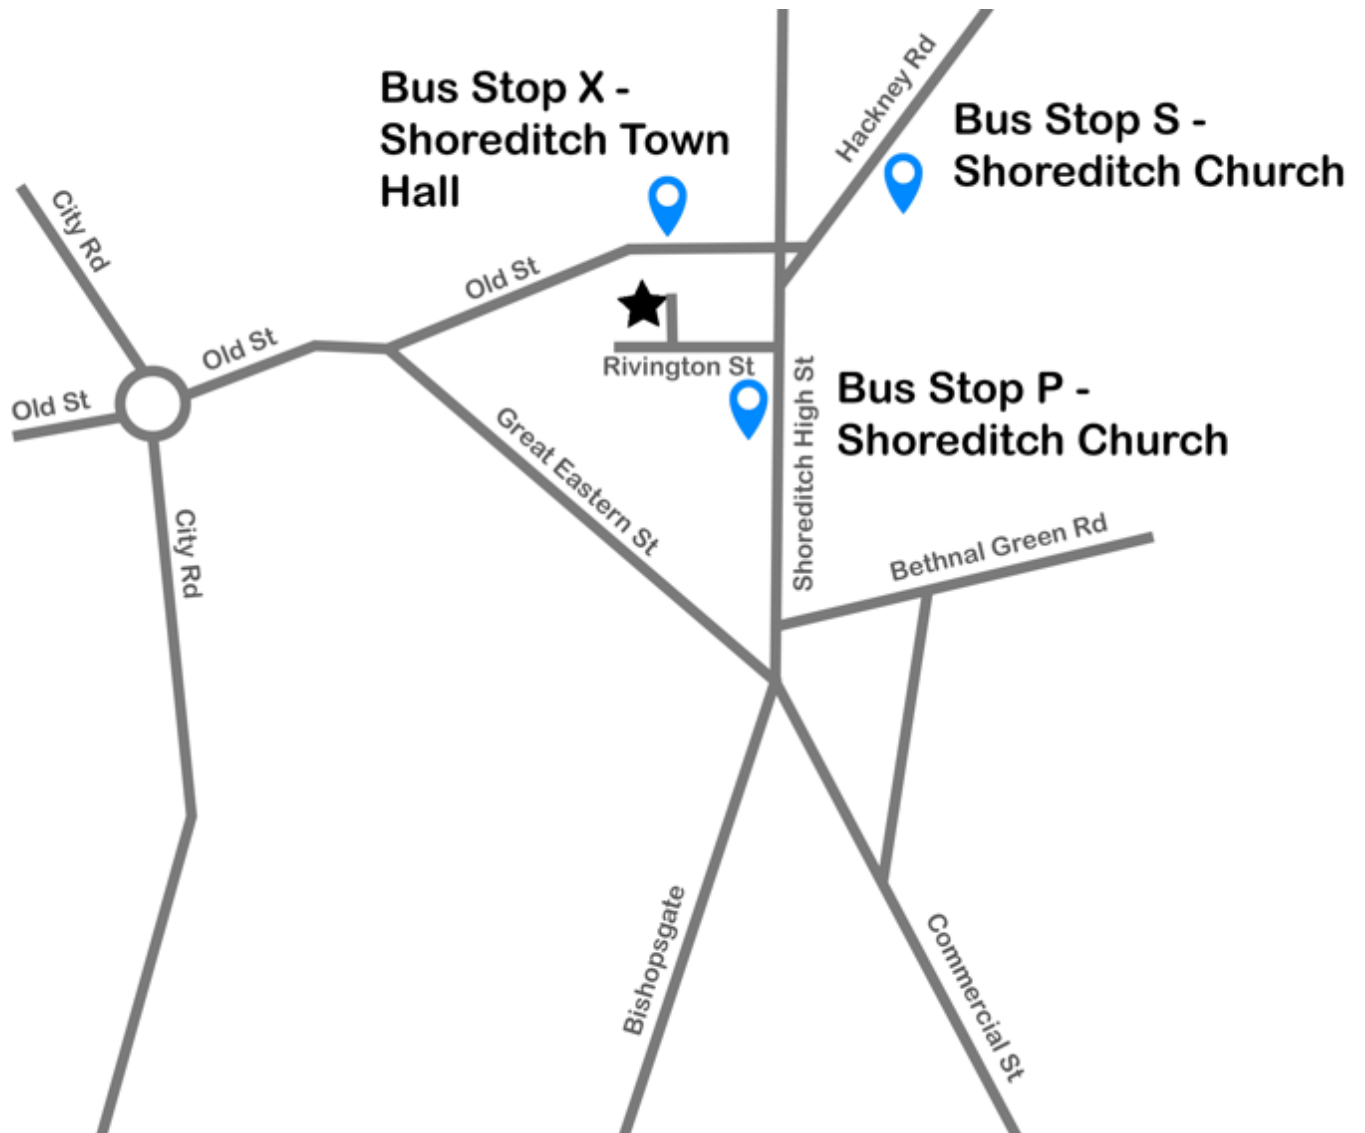 Bus Stop X -
Shoreditch Town
Hall
Hackney Rd
Bus Stop S -
Shoreditch Church
City Rd
Old St
Old St
Old St
Rivington St
Bus Stop P -
Shoreditch Church
Shoreditch High St
Great Eastern St
City Rd
Bethnal Green Rd
Bishopsgate
Commercial St